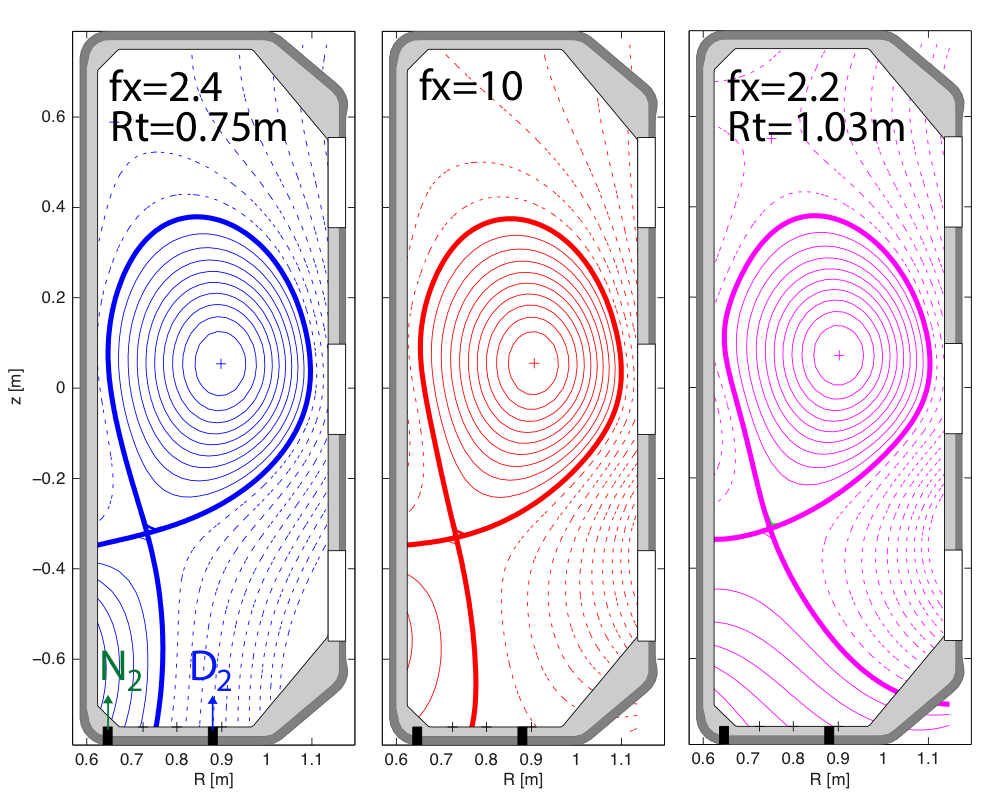 fx=2.4
Rt=0.75m
fx=10
fx=2.2
Rt=1.03m
0.6
0.4
0.2
0
−0.2
−0.4
−0.6
z [m]
N2
D2
0.6 0.7 0.8 0.9 1 1.1
R [m]
0.6 0.7 0.8 0.9 1 1.1
R [m]
0.6 0.7 0.8 0.9 1 1.1
R [m]